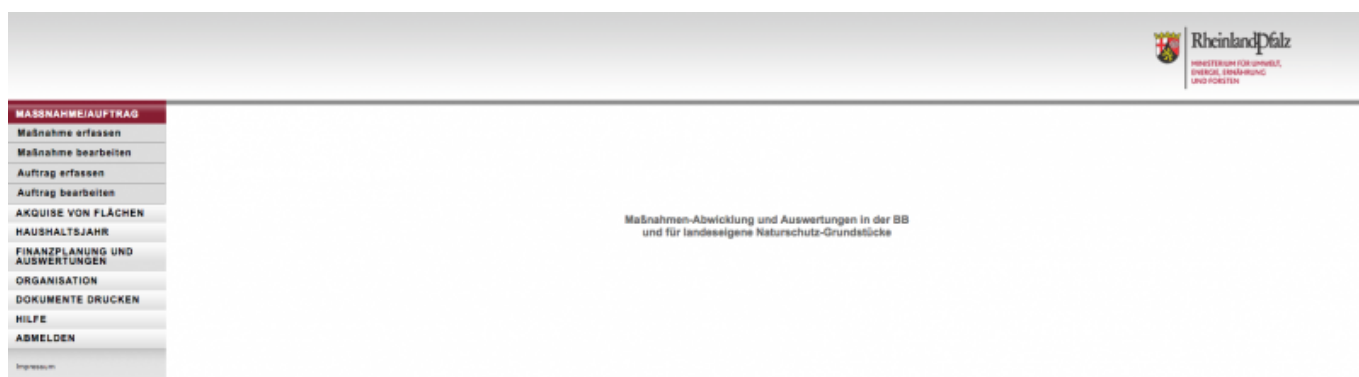 RheinlandPfalz
MINISTERIUM FÜR UMWELT,
ENERGIE, ERNÄHRUNG
UND FORSTEN
MASSNAHME/AUFTRAG
Maßnahme erfassen
Maßnahme bearbeiten
Auftrag erfassen
Auftrag bearbeiten
AKQUISE VON FLÄCHEN
HAUSHALTSJAHR
FINANZPLANUNG UND
AUSWERTUNGEN
ORGANISATION
DOKUMENTE DRUCKEN
HILFE
ABMELDEN
Impressum
Maßnahmen-Abwicklung und Auswertungen in der BB
und für landeseigene Naturschutz-Grundstücke